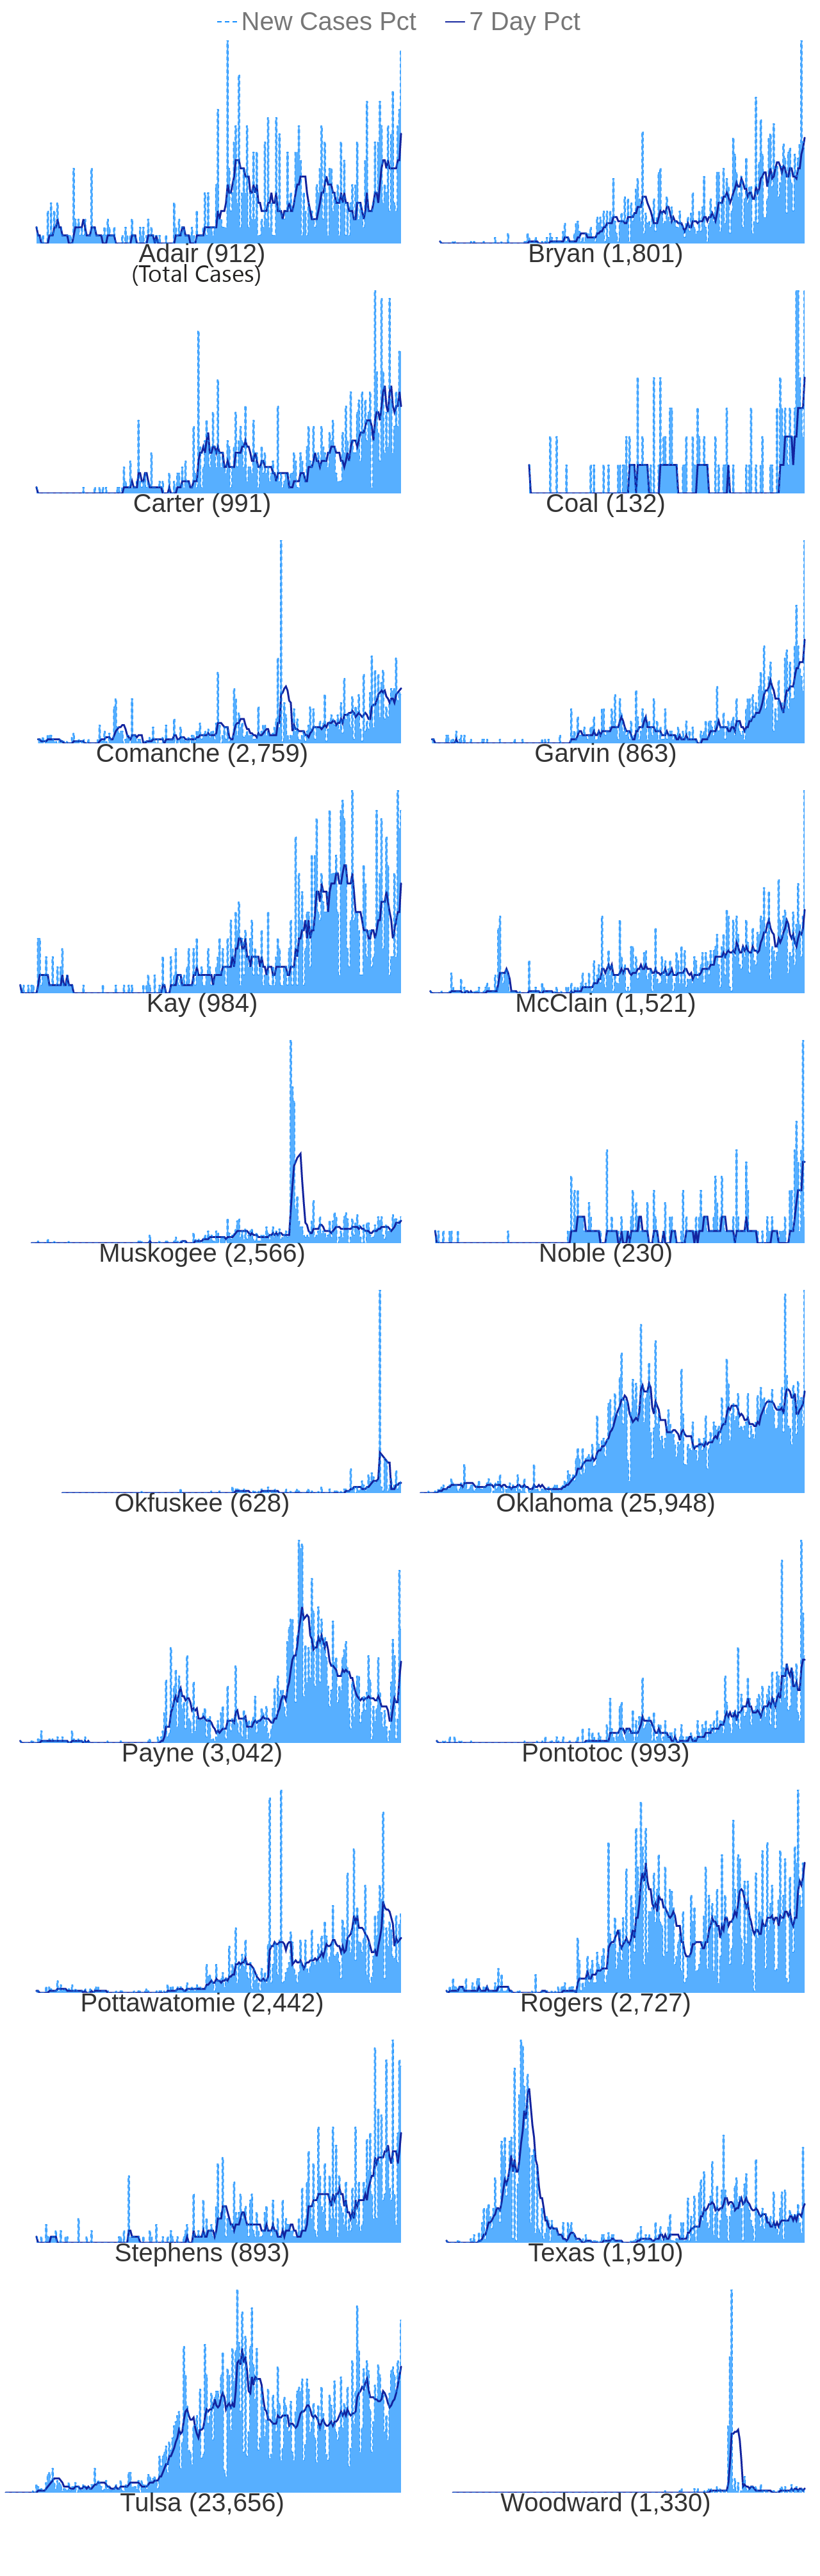 New Cases Pct 7 Day Pct
Adair (912) Bryan (1,801)
(Total Cases)
Carter (991) Coal (132)
Comanche (2,759) Garvin (863)
Kay (984) McClain (1,521)
Muskogee (2,566) Noble (230)
Okfuskee (628) Oklahoma (25,948)
Payne (3,042) Pontotoc (993)
Pottawatomie (2,442) Rogers (2,727)
Stephens (893) Texas (1,910)
Tulsa (23,656) Woodward (1,330)